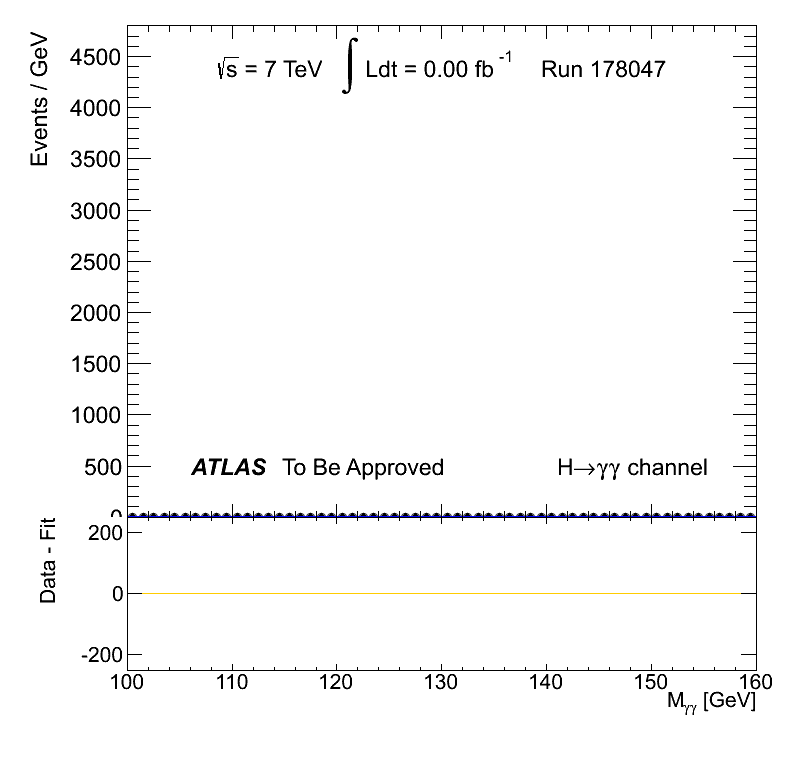 Events / GeV
4500
4000
3500
3000
2500
2000
1500
1000
500
0
√s = 7 TeV ∫ Ldt = 0.00 fb⁻¹ Run 178047
ATLAS To Be Approved H→γγ channel
Data - Fit
200
0
-200
100 110 120 130 140 150 160
Mγγ [GeV]